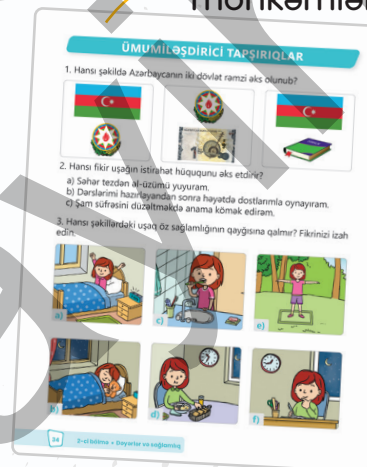 ÜMUMİLƏŞDİRİCİ TAPŞIRIQLAR
1. Hansı şəkildə Azərbaycanın iki dövlət rəmzi əks olunub?
1
2. Hansı fikir uşağın istirahət hüququnu əks etdirir?
a) Səhər tezdən əl-üzümü yuyuram.
b) Dərslərimi hazırlayandan sonra həyətdə dostlarımla oynayıram.
c) Şam süfrəsini düzəltməkdə anama kömək edirəm.
3. Hansı şəkillərdəki uşaq öz sağlamlığının qayğısına qalmır? Fikrinizi izah
edin.
a)
c)
e)
b)
d)
f)
34
2-ci bölmə • Dəyərlər və sağlamlıq